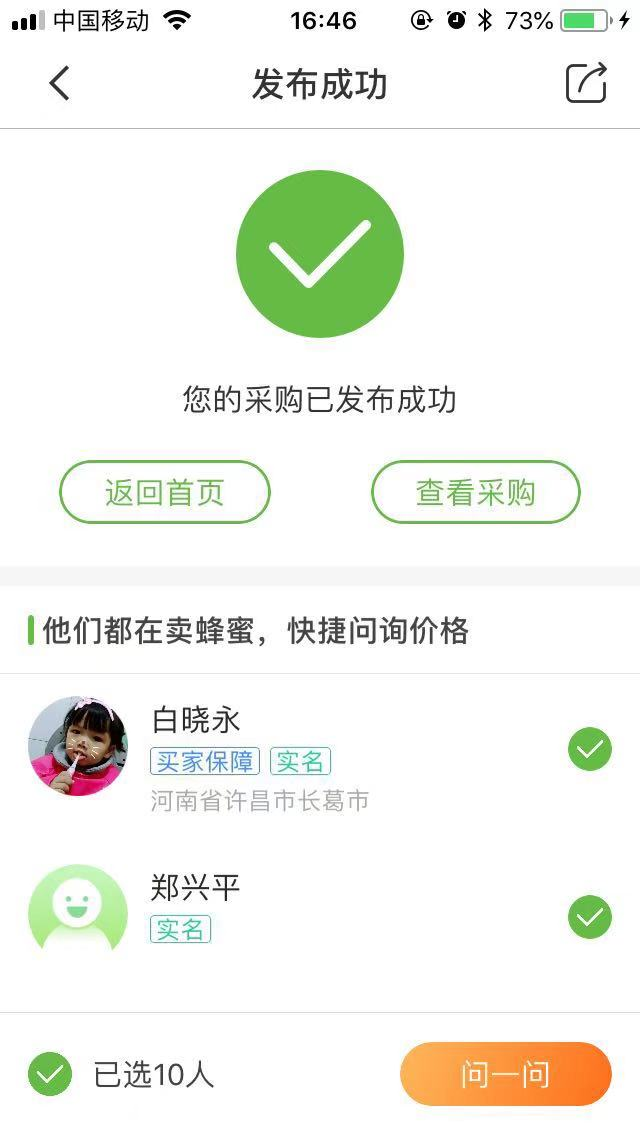 中国移动 16:46 73%
发布成功
您的采购已发布成功
返回首页 查看采购
他们都在卖蜂蜜，快捷问询价格
白晓永
买家保障 实名
河南省许昌市长葛市
郑兴平
实名
已选10人 问一问